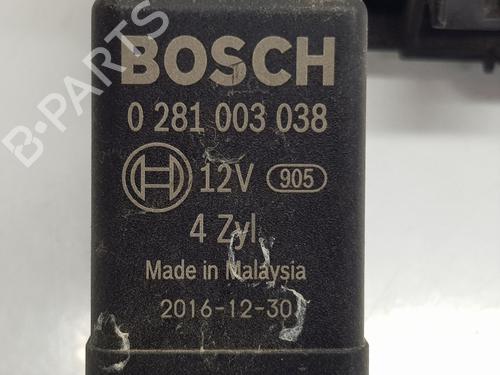 BOSCH
0 281 003 038
12V 905
4 Zyl.
Made in Malaysia
2016-12-30
B-PARTS